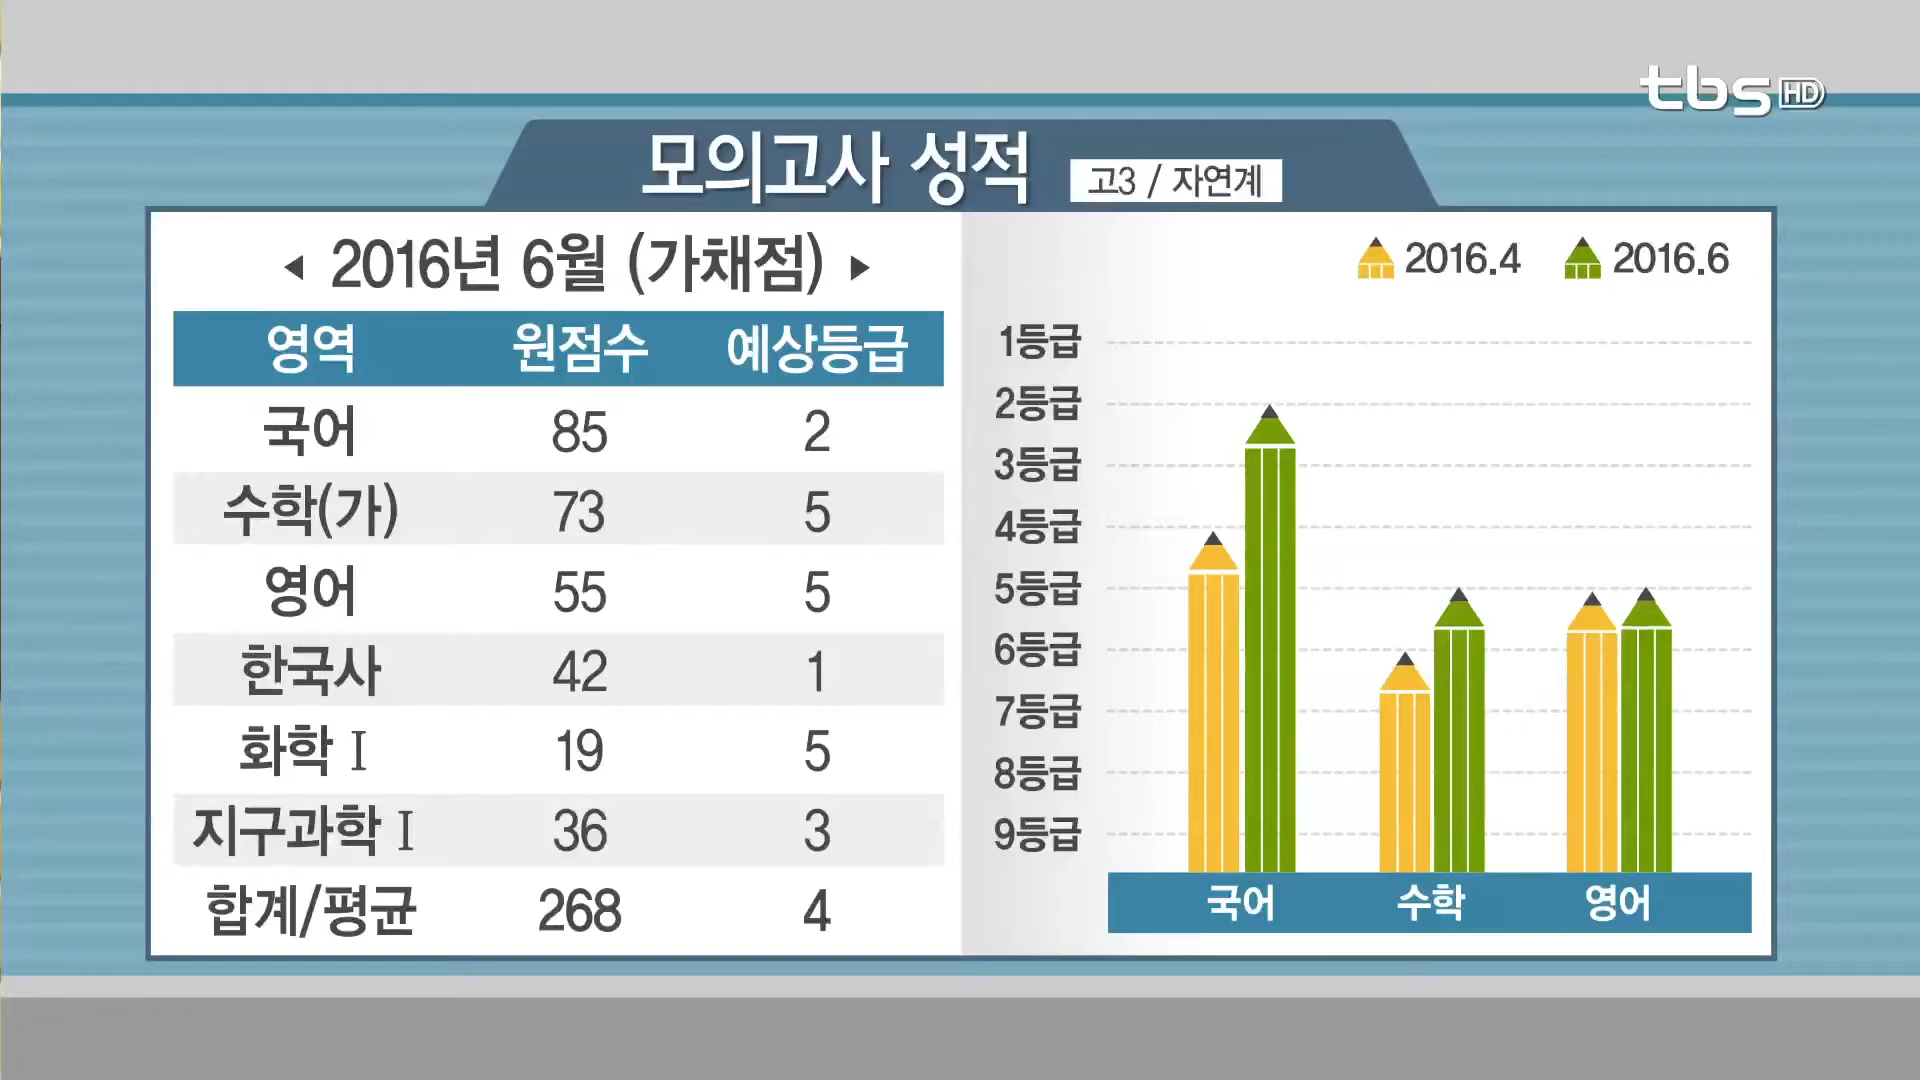 tbs HD
모의고사 성적 고3 / 자연계
◀ 2016년 6월 (가채점) ▶
영역 원점수 예상등급
국어 85 2
수학(가) 73 5
영어 55 5
한국사 42 1
화학 Ⅰ 19 5
지구과학 Ⅰ 36 3
합계/평균 268 4
2016.4 2016.6
1등급
2등급
3등급
4등급
5등급
6등급
7등급
8등급
9등급
국어 수학 영어